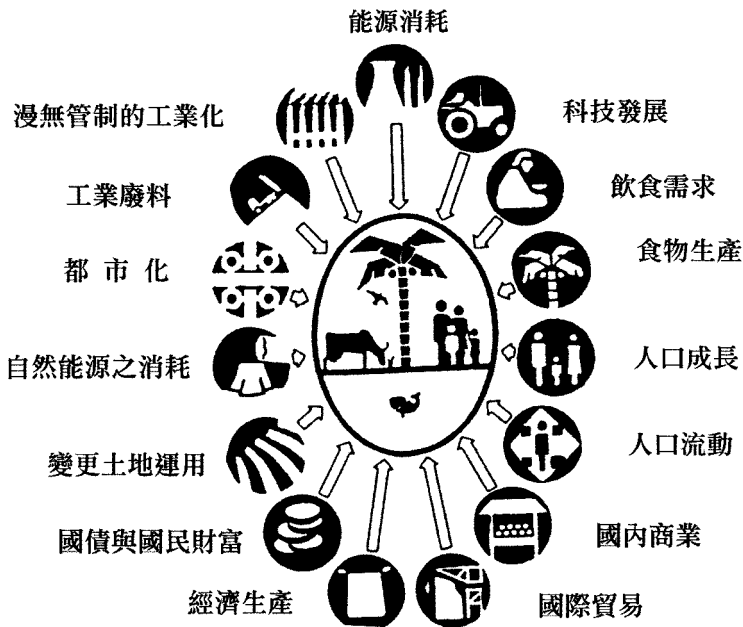 能源消耗
科技發展
飲食需求
食物生產
人口成長
人口流動
國內商業
國際貿易
經濟生產
國債與國民財富
變更土地運用
自然能源之消耗
都市化
工業廢料
漫無管制的工業化